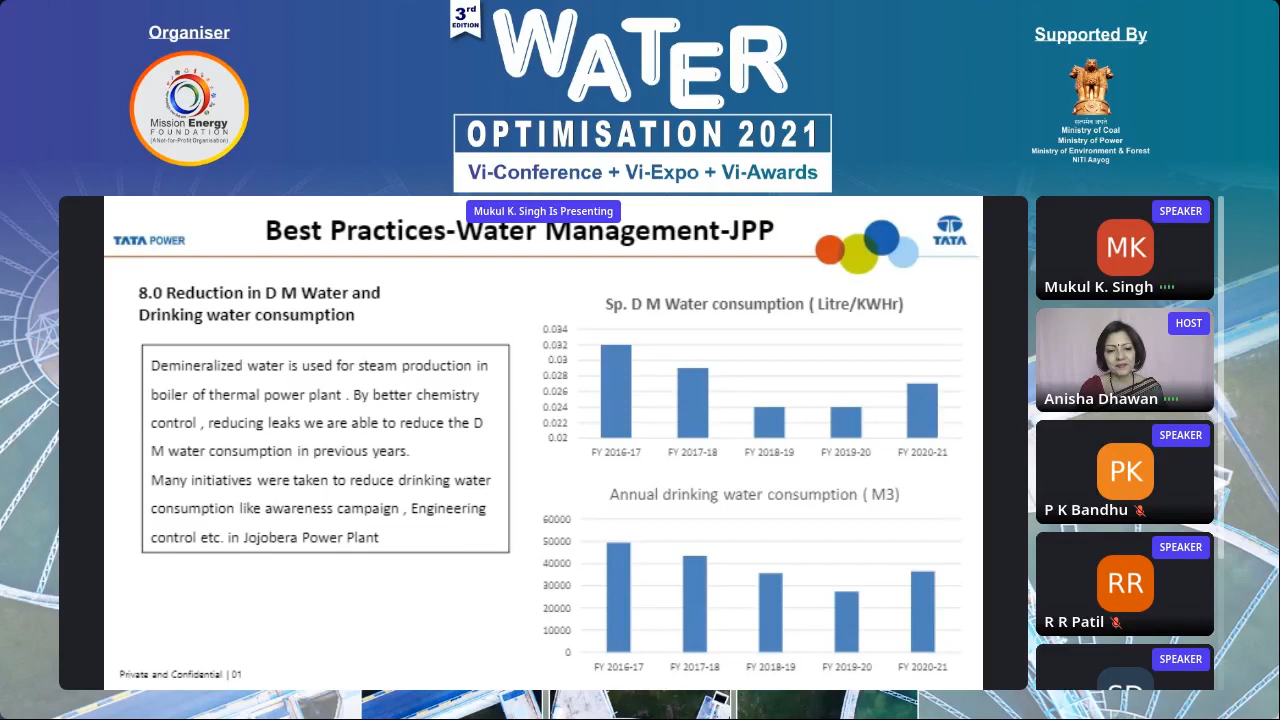 Organiser
Mission Energy
FOUNDATION
(A Not-for-Profit Organisation)
3rd
EDITION
WATER
OPTIMISATION 2021
Vi-Conference + Vi-Expo + Vi-Awards
Supported By
सत्यमेव जयते
Ministry of Coal
Ministry of Power
Ministry of Environment & Forest
NITI Aayog
Mukul K. Singh Is Presenting
TATA POWER
Best Practices-Water Management-JPP
TATA
8.0 Reduction in D M Water and
Drinking water consumption
Demineralized water is used for steam production in
boiler of thermal power plant . By better chemistry
control , reducing leaks we are able to reduce the D
M water consumption in previous years.
Many initiatives were taken to reduce drinking water
consumption like awareness campaign , Engineering
control etc. in Jojobera Power Plant
Sp. D M Water consumption ( Litre/KWHr)
0.034
0.032
0.03
0.028
0.026
0.024
0.022
0.02
FY 2016-17 FY 2017-18 FY 2018-19 FY 2019-20 FY 2020-21
Annual drinking water consumption ( M3)
60000
50000
40000
30000
20000
10000
0
FY 2016-17 FY 2017-18 FY 2018-19 FY 2019-20 FY 2020-21
Private and Confidential | 01
SPEAKER
MK
Mukul K. Singh
HOST
Anisha Dhawan
SPEAKER
PK
P K Bandhu
SPEAKER
RR
R R Patil
SPEAKER